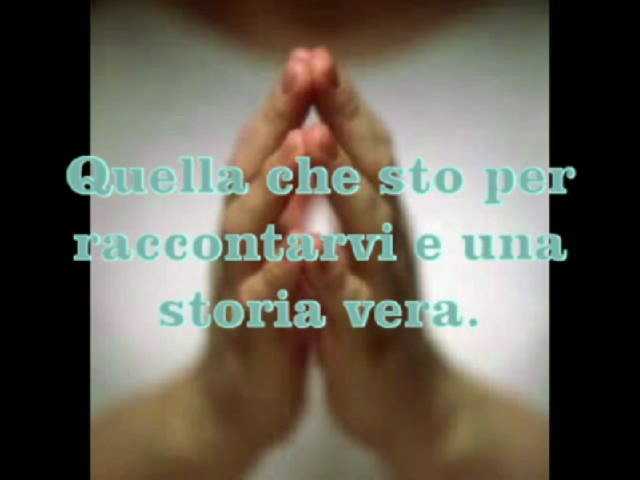 Quella che sto per
raccontarvi e una
storia vera.